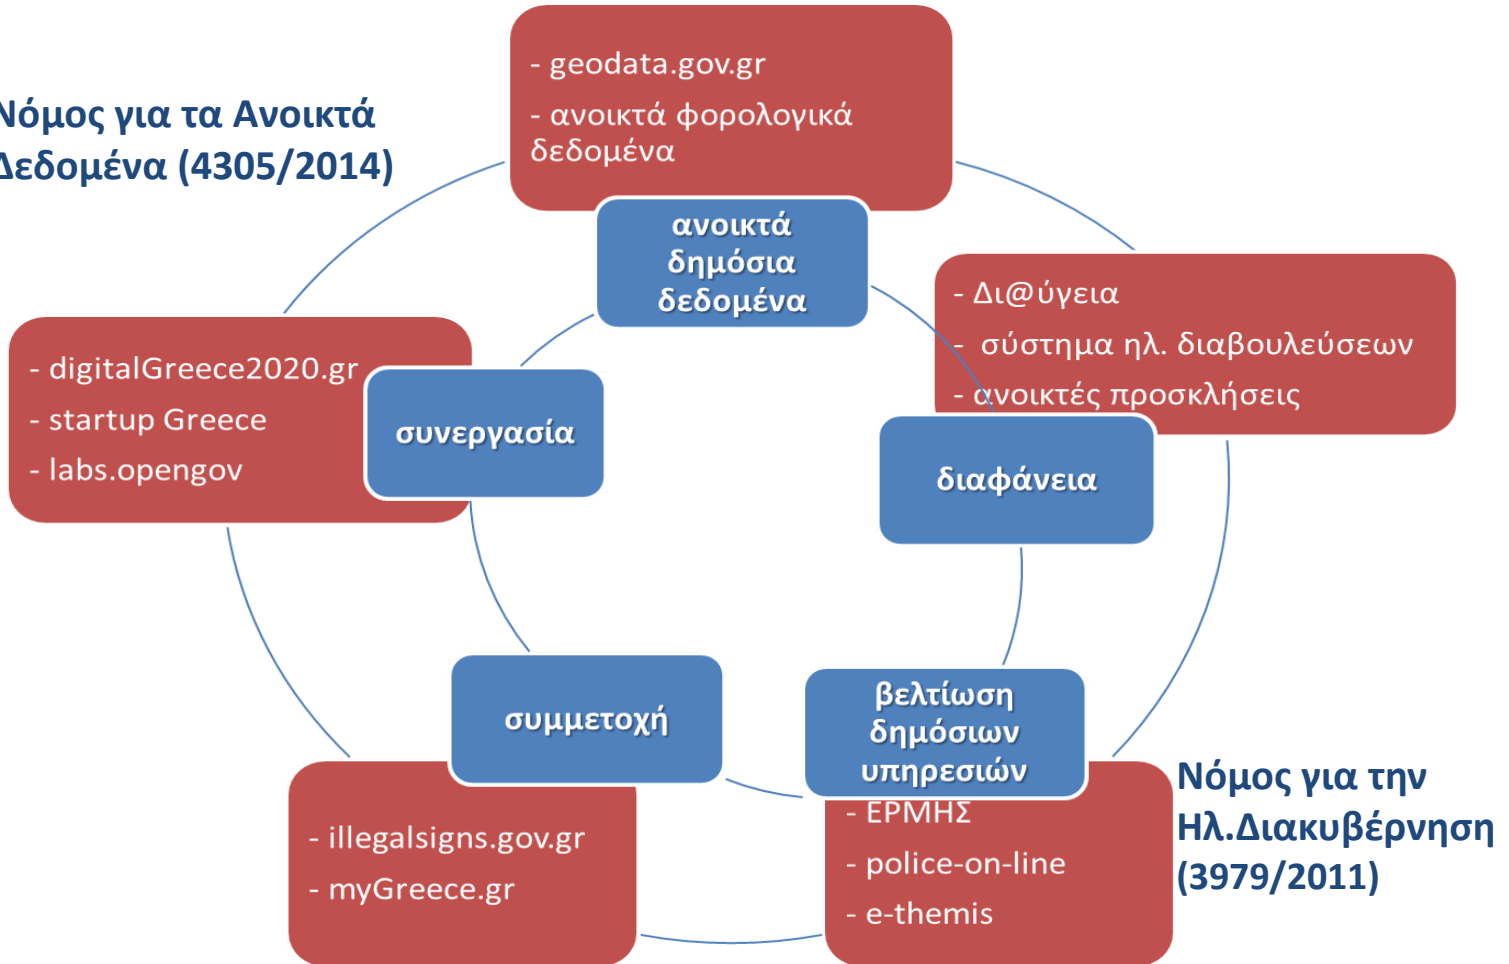 Νόμος για τα Ανοικτά
Δεδομένα (4305/2014)
- geodata.gov.gr
- ανοικτά φορολογικά
δεδομένα
ανοικτά
δημόσια
δεδομένα
- Δι@ύγεια
- σύστημα ηλ. διαβουλεύσεων
- ανοικτές προσκλήσεις
διαφάνεια
- digitalGreece2020.gr
- startup Greece
- labs.opengov
συνεργασία
συμμετοχή
- illegalsigns.gov.gr
- myGreece.gr
βελτίωση
δημόσιων
υπηρεσιών
- ΕΡΜΗΣ
- police-on-line
- e-themis
Νόμος για την
Ηλ.Διακυβέρνηση
(3979/2011)